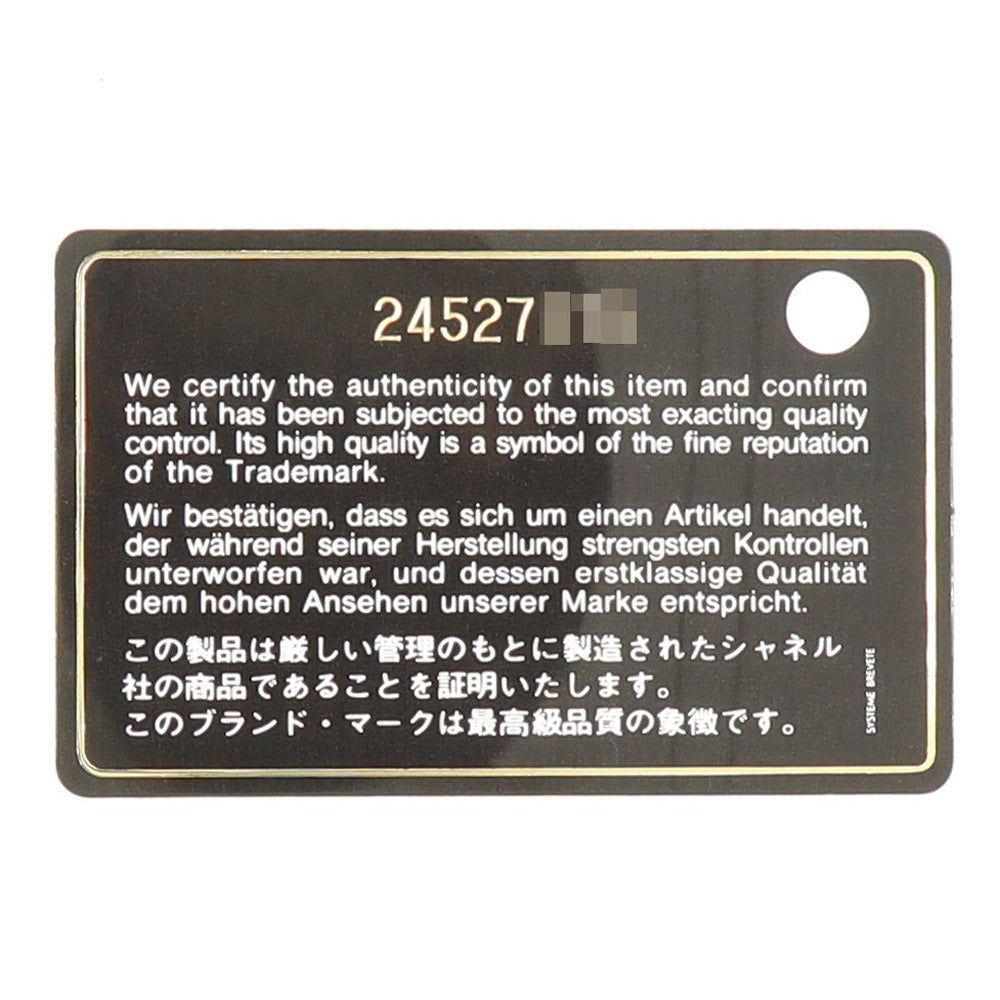 24527
We certify the authenticity of this item and confirm
that it has been subjected to the most exacting quality
control. Its high quality is a symbol of the fine reputation
of the Trademark.
Wir bestätigen, dass es sich um einen Artikel handelt,
der während seiner Herstellung strengsten Kontrollen
unterworfen war, und dessen erstklassige Qualität
dem hohen Ansehen unserer Marke entspricht.
この製品は厳しい管理のもとに製造されたシャネル
社の商品であることを証明いたします。
このブランド・マークは最高級品質の象徴です。
SYSTEME BREVETE